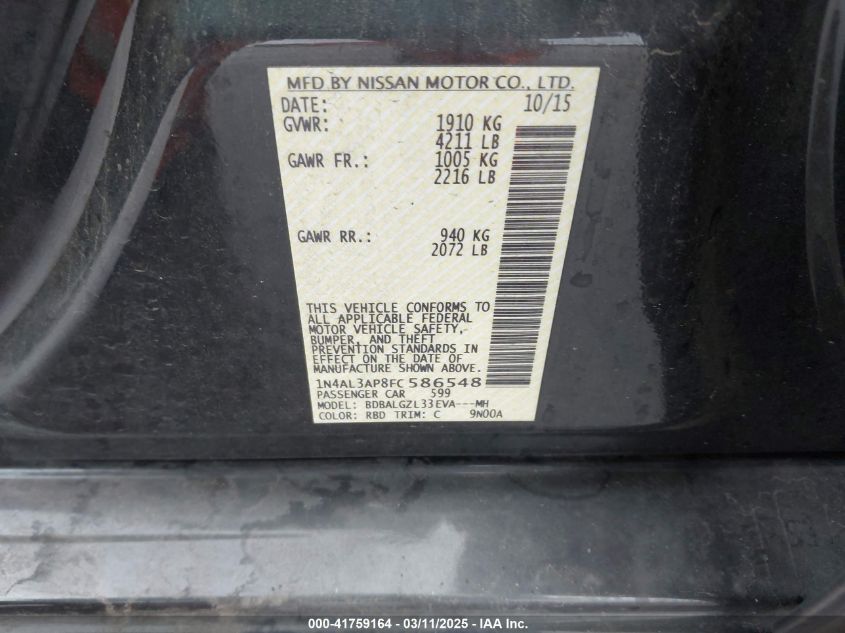 MFD BY NISSAN MOTOR CO., LTD.
DATE: 10/15
GVWR: 1910 KG
4211 LB
GAWR FR.: 1005 KG
2216 LB
GAWR RR.: 940 KG
2072 LB
THIS VEHICLE CONFORMS TO
ALL APPLICABLE FEDERAL
MOTOR VEHICLE SAFETY,
BUMPER, AND THEFT
PREVENTION STANDARDS IN
EFFECT ON THE DATE OF
MANUFACTURE SHOWN ABOVE.
1N4AL3AP8FC586548
PASSENGER CAR 599
MODEL: BDBALGZL33EVA---MH
COLOR: RBD TRIM: C 9N00A
000-41759164 - 03/11/2025 - IAA Inc.